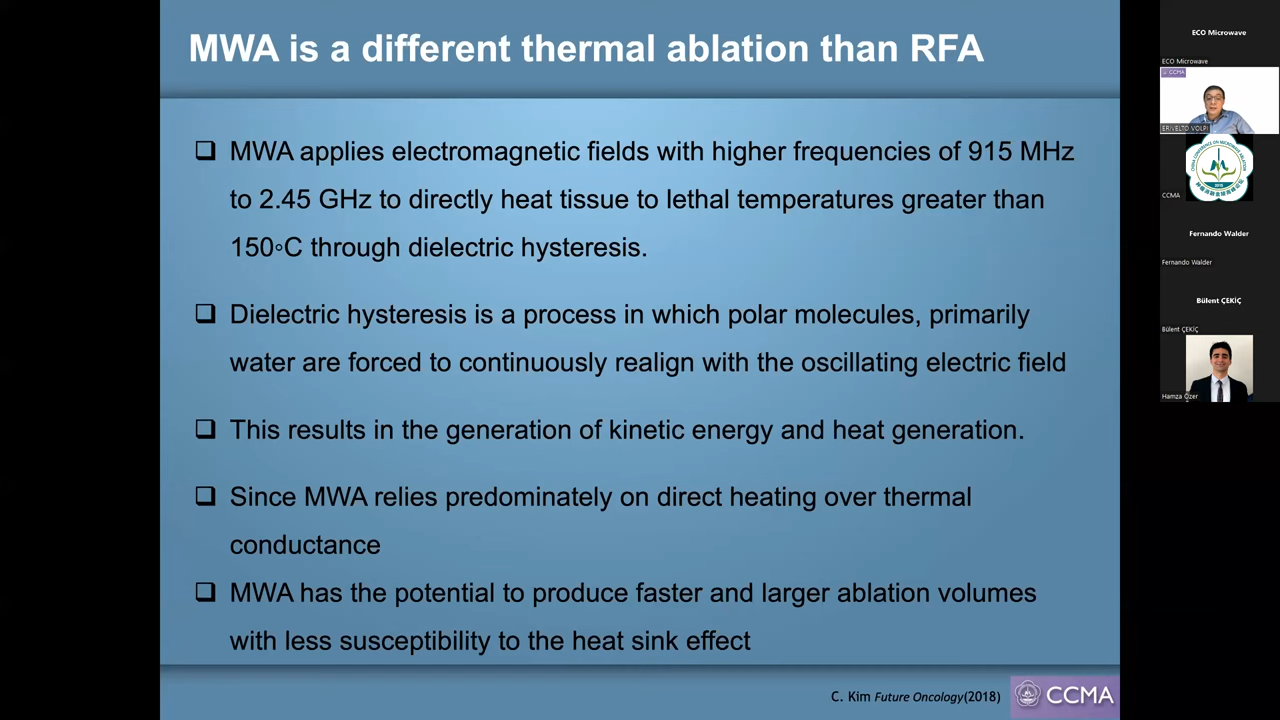 MWA is a different thermal ablation than RFA
MWA applies electromagnetic fields with higher frequencies of 915 MHz
to 2.45 GHz to directly heat tissue to lethal temperatures greater than
150◦C through dielectric hysteresis.
Dielectric hysteresis is a process in which polar molecules, primarily
water are forced to continuously realign with the oscillating electric field
This results in the generation of kinetic energy and heat generation.
Since MWA relies predominately on direct heating over thermal
conductance
MWA has the potential to produce faster and larger ablation volumes
with less susceptibility to the heat sink effect
C. Kim Future Oncology(2018)
CCMA
ECO Microwave
ECO Microwave
CCMA
ERIVELTO VOLPI
CCMA
Fernando Walder
Fernando Walder
Bülent ÇEKİÇ
Bülent ÇEKİÇ
Hamza Özer